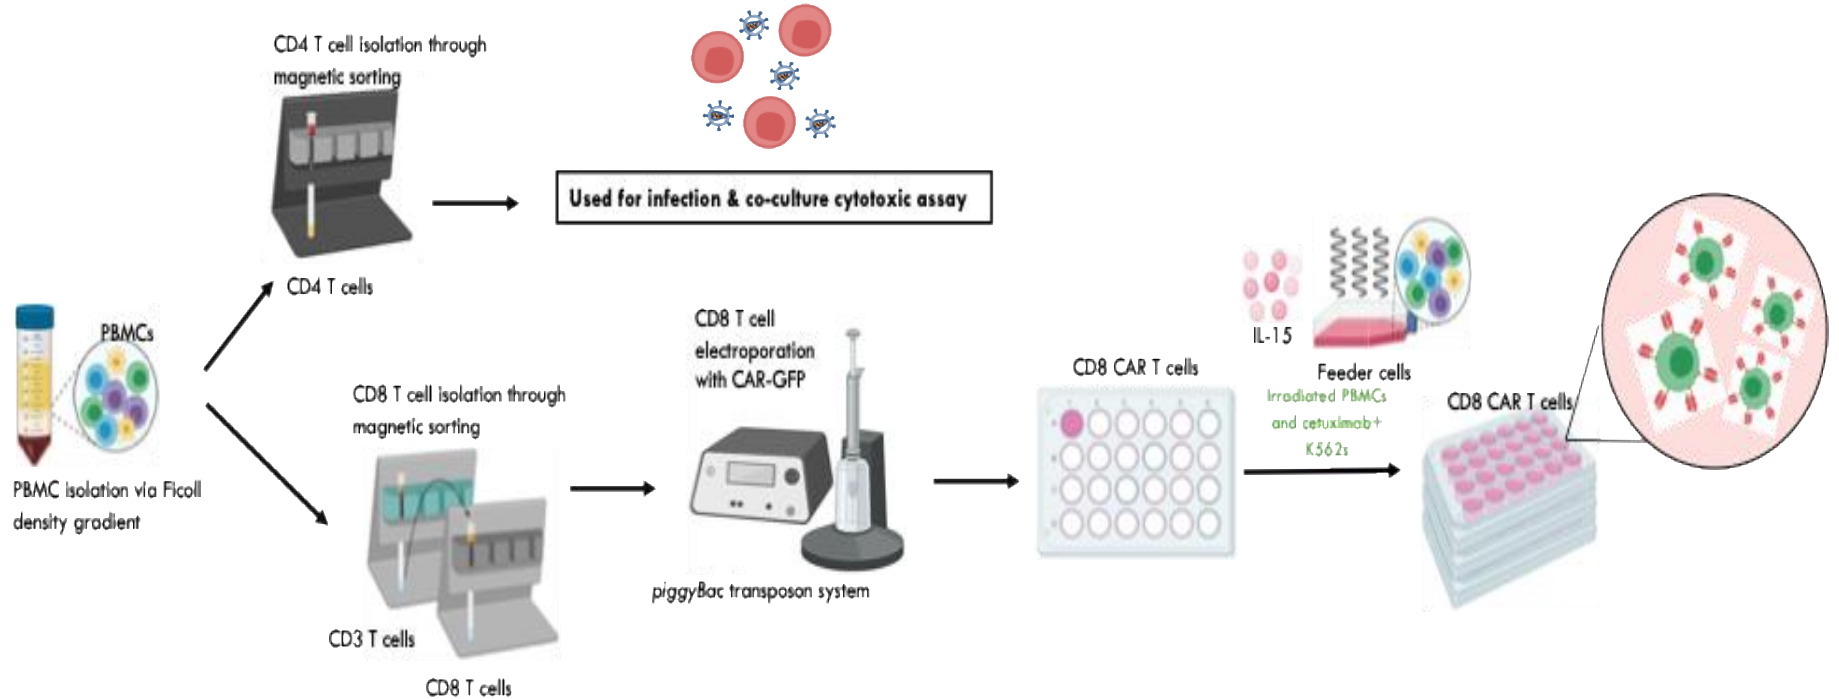 CD4 T cell isolation through
magnetic sorting
CD4 T cells
Used for infection & co-culture cytotoxic assay
PBMCs
PBMC isolation via Ficoll
density gradient
CD8 T cell isolation through
magnetic sorting
CD3 T cells
CD8 T cells
CD8 T cell
electroporation
with CAR-GFP
piggyBac transposon system
CD8 CAR T cells
IL-15
Feeder cells
Irradiated PBMCs
and cetuximab+
K562s
CD8 CAR T cells